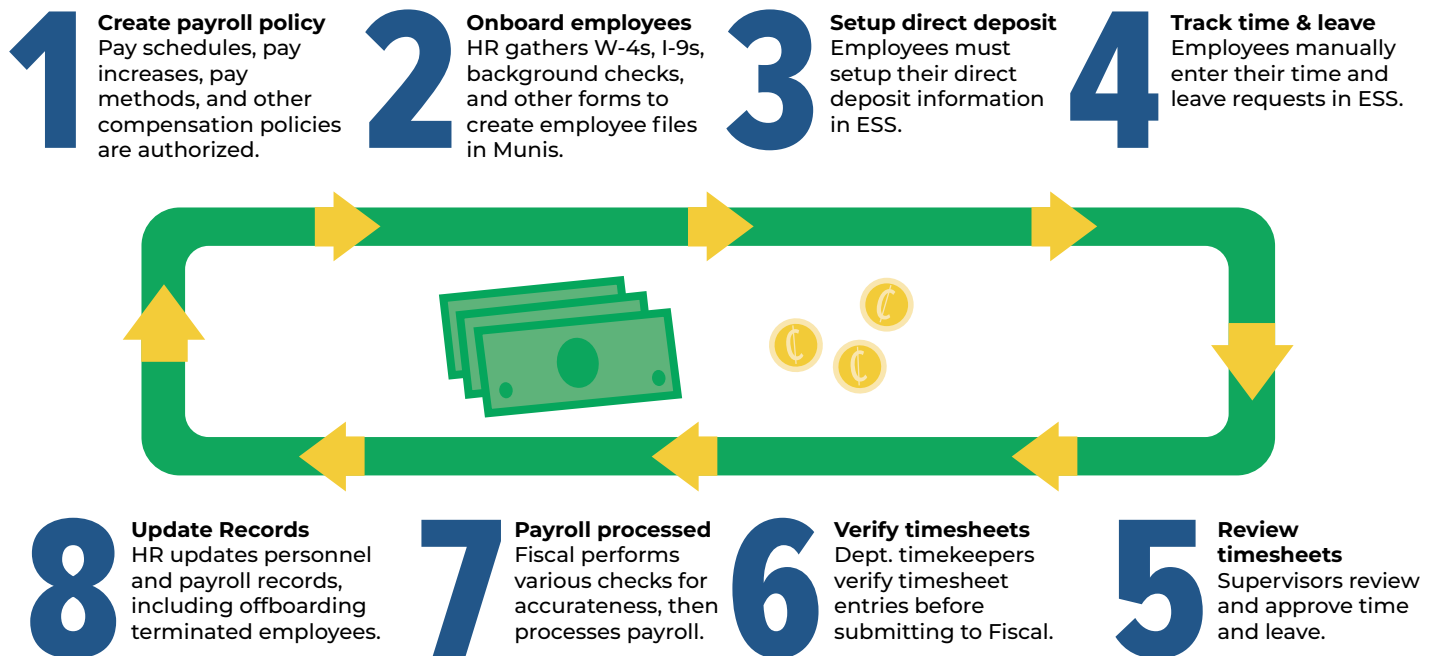 1
Create payroll policy
Pay schedules, pay
increases, pay
methods, and other
compensation policies
are authorized.
2
Onboard employees
HR gathers W-4s, I-9s,
background checks,
and other forms to
create employee files
in Munis.
3
Setup direct deposit
Employees must
setup their direct
deposit information
in ESS.
4
Track time & leave
Employees manually
enter their time and
leave requests in ESS.
₵
₵
₵
5
Review
timesheets
Supervisors review
and approve time
and leave.
6
Verify timesheets
Dept. timekeepers
verify timesheet
entries before
submitting to Fiscal.
7
Payroll processed
Fiscal performs
various checks for
accurateness, then
processes payroll.
8
Update Records
HR updates personnel
and payroll records,
including offboarding
terminated employees.